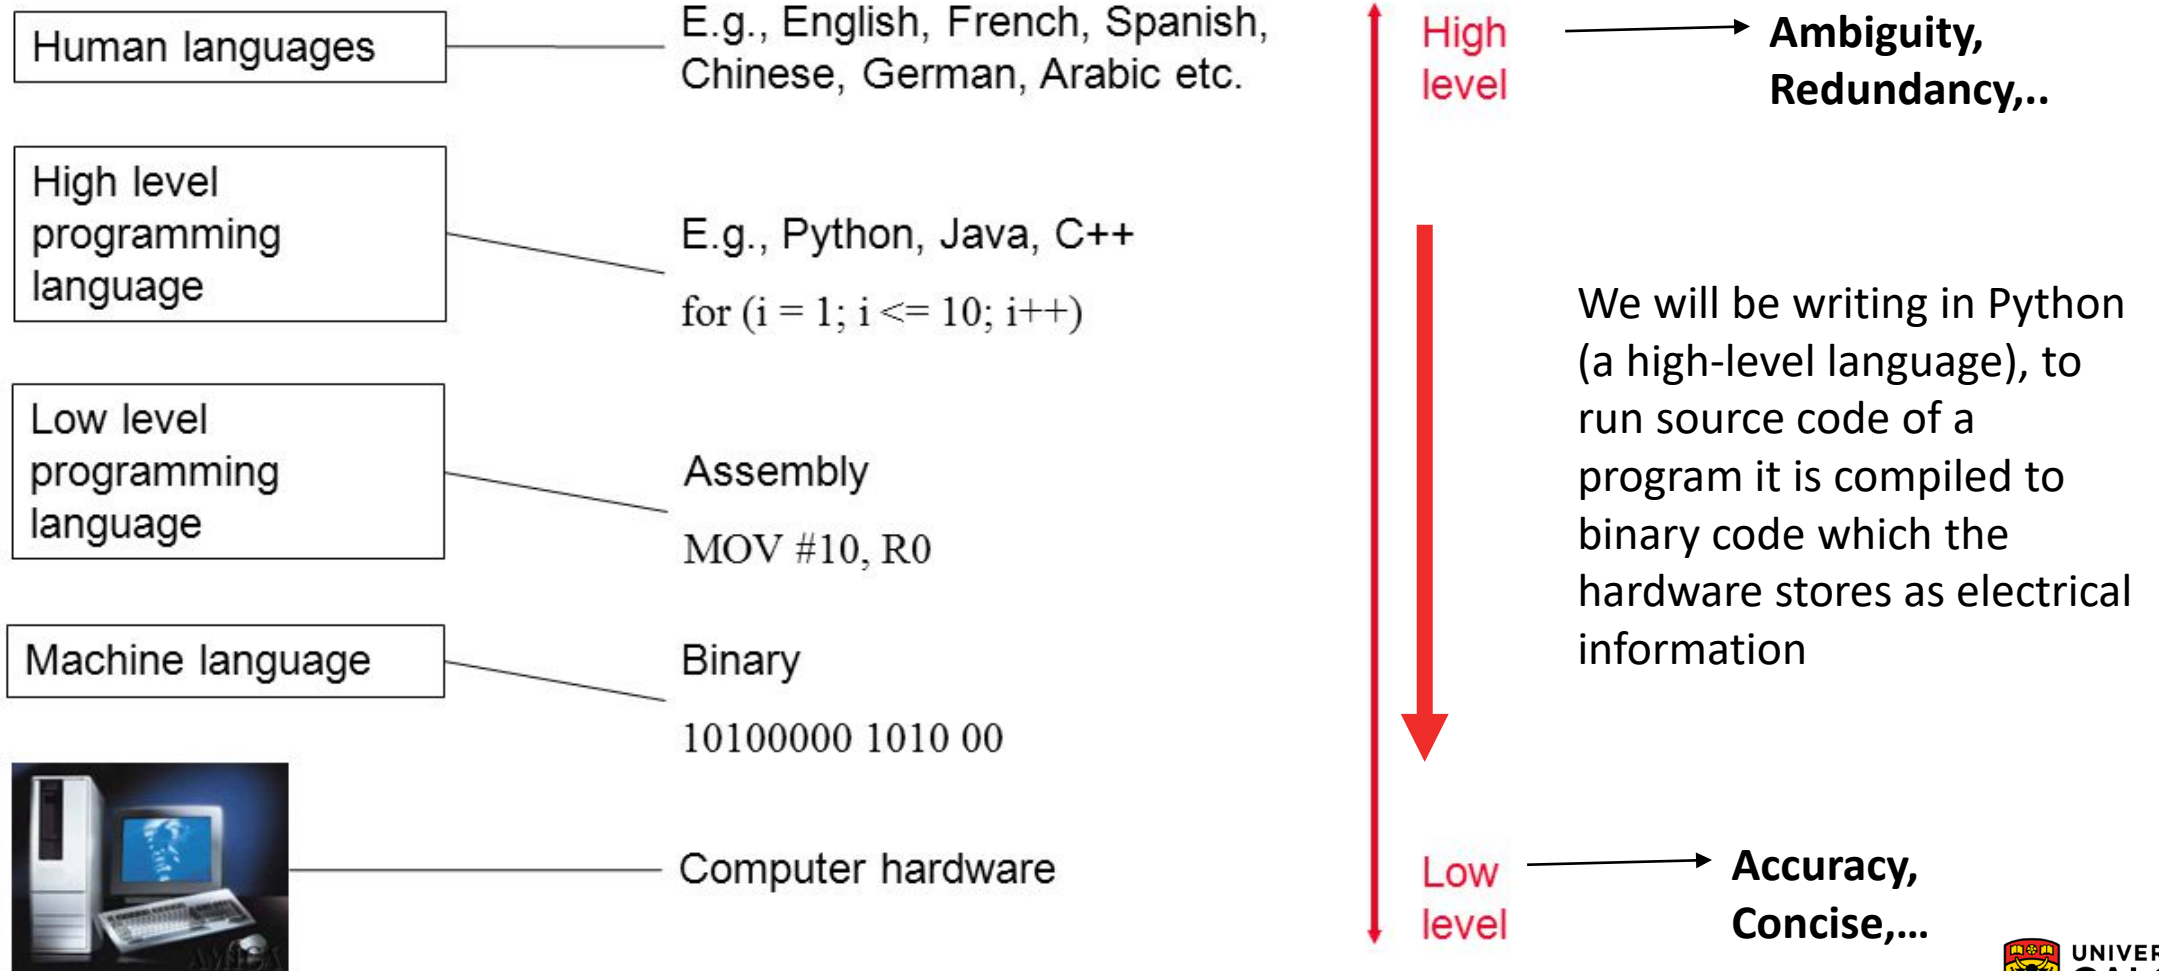 Human languages
E.g., English, French, Spanish,
Chinese, German, Arabic etc.
High level
programming
language
E.g., Python, Java, C++
for (i = 1; i <= 10; i++)
Low level
programming
language
Assembly
MOV #10, R0
Machine language
Binary
10100000 1010 00
AMIGA
Computer hardware
High
level
Ambiguity,
Redundancy,..
We will be writing in Python
(a high-level language), to
run source code of a
program it is compiled to
binary code which the
hardware stores as electrical
information
Low
level
Accuracy,
Concise,...